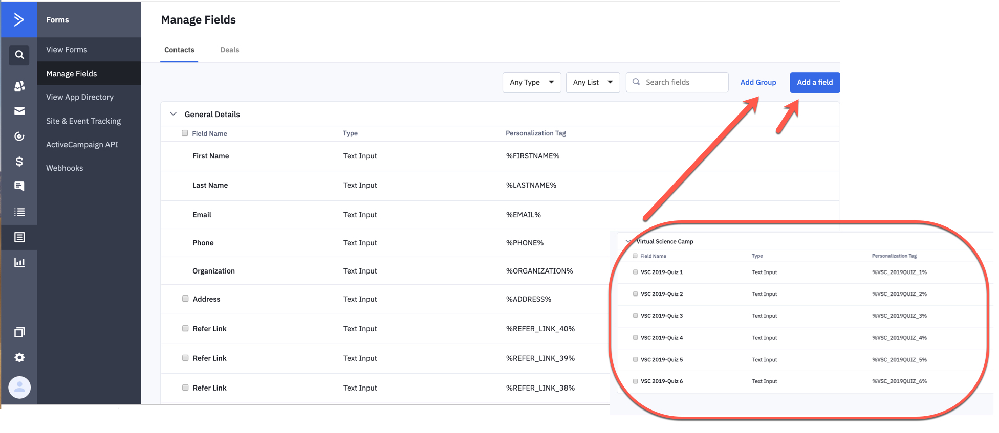 Forms
View Forms
Manage Fields
View App Directory
Site & Event Tracking
ActiveCampaign API
Webhooks
Manage Fields
Contacts Deals
Any Type Any List Search fields Add Group Add a field
General Details
Field Name Type Personalization Tag
First Name Text Input %FIRSTNAME%
Last Name Text Input %LASTNAME%
Email Text Input %EMAIL%
Phone Text Input %PHONE%
Organization Text Input %ORGANIZATION%
Address Text Input %ADDRESS%
Refer Link Text Input %REFER_LINK_40%
Refer Link Text Input %REFER_LINK_39%
Refer Link Text Input %REFER_LINK_38%
Virtual Science Camp
Field Name Type Personalization Tag
VSC 2019-Quiz 1 Text Input %VSC_2019QUIZ_1%
VSC 2019-Quiz 2 Text Input %VSC_2019QUIZ_2%
VSC 2019-Quiz 3 Text Input %VSC_2019QUIZ_3%
VSC 2019-Quiz 4 Text Input %VSC_2019QUIZ_4%
VSC 2019-Quiz 5 Text Input %VSC_2019QUIZ_5%
VSC 2019-Quiz 6 Text Input %VSC_2019QUIZ_6%